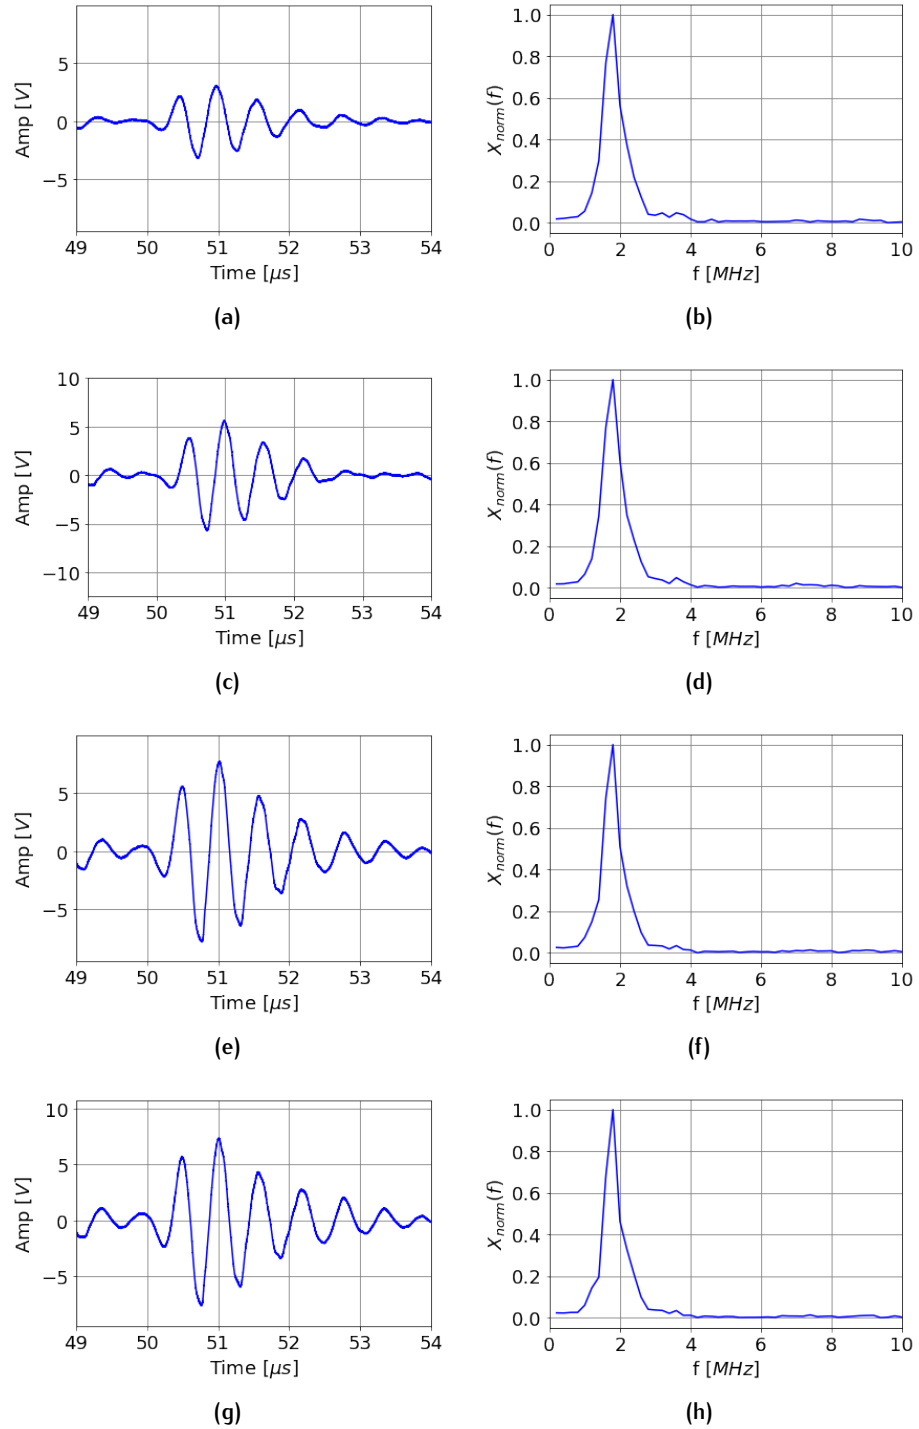 5
0
−5
Amp [V]
49 50 51 52 53 54
Time [μs]
(a)
1.0
0.8
0.6
0.4
0.2
0.0
X_norm(f)
0 2 4 6 8 10
f [MHz]
(b)
10
5
0
−5
−10
Amp [V]
49 50 51 52 53 54
Time [μs]
(c)
1.0
0.8
0.6
0.4
0.2
0.0
X_norm(f)
0 2 4 6 8 10
f [MHz]
(d)
5
0
−5
Amp [V]
49 50 51 52 53 54
Time [μs]
(e)
1.0
0.8
0.6
0.4
0.2
0.0
X_norm(f)
0 2 4 6 8 10
f [MHz]
(f)
10
5
0
−5
Amp [V]
49 50 51 52 53 54
Time [μs]
(g)
1.0
0.8
0.6
0.4
0.2
0.0
X_norm(f)
0 2 4 6 8 10
f [MHz]
(h)